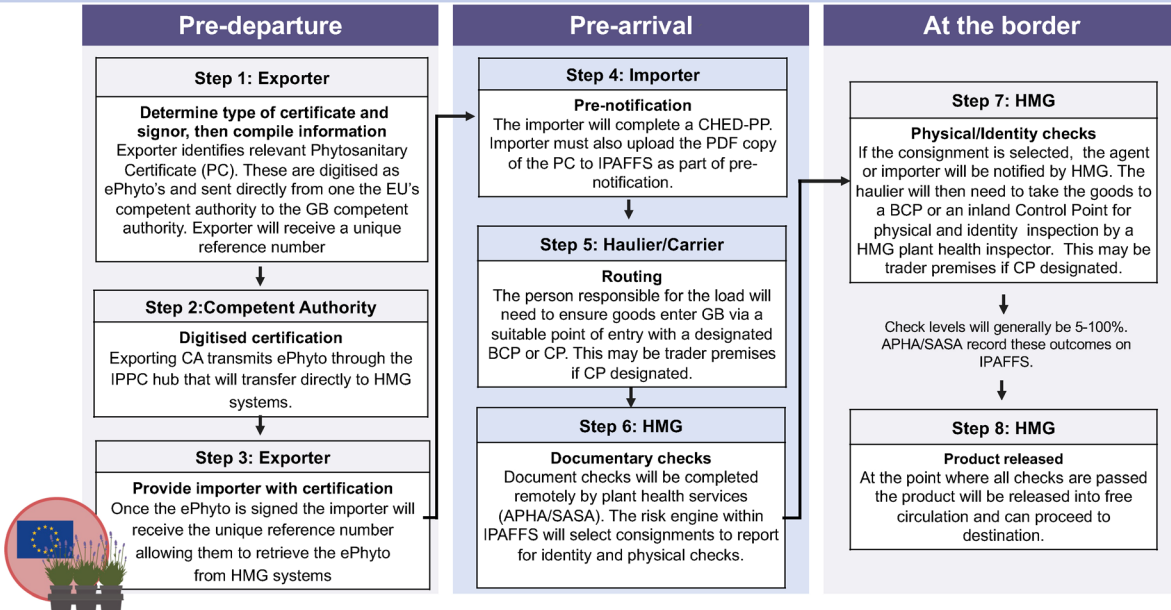 Pre-departure
Step 1: Exporter
Determine type of certificate and
signor, then compile information
Exporter identifies relevant Phytosanitary
Certificate (PC). These are digitised as
ePhyto's and sent directly from one the EU's
competent authority to the GB competent
authority. Exporter will receive a unique
reference number
Step 2:Competent Authority
Digitised certification
Exporting CA transmits ePhyto through the
IPPC hub that will transfer directly to HMG
systems.
Step 3: Exporter
Provide importer with certification
Once the ePhyto is signed the importer will
receive the unique reference number
allowing them to retrieve the ePhyto
from HMG systems
Pre-arrival
Step 4: Importer
Pre-notification
The importer will complete a CHED-PP.
Importer must also upload the PDF copy
of the PC to IPAFFS as part of pre-
notification.
Step 5: Haulier/Carrier
Routing
The person responsible for the load will
need to ensure goods enter GB via a
suitable point of entry with a designated
BCP or CP. This may be trader premises
if CP designated.
Step 6: HMG
Documentary checks
Document checks will be completed
remotely by plant health services
(APHA/SASA). The risk engine within
IPAFFS will select consignments to report
for identity and physical checks.
At the border
Step 7: HMG
Physical/Identity checks
If the consignment is selected, the agent
or importer will be notified by HMG. The
haulier will then need to take the goods to
a BCP or an inland Control Point for
physical and identity inspection by a
HMG plant health inspector. This may be
trader premises if CP designated.
Check levels will generally be 5-100%.
APHA/SASA record these outcomes on
IPAFFS.
Step 8: HMG
Product released
At the point where all checks are passed
the product will be released into free
circulation and can proceed to
destination.